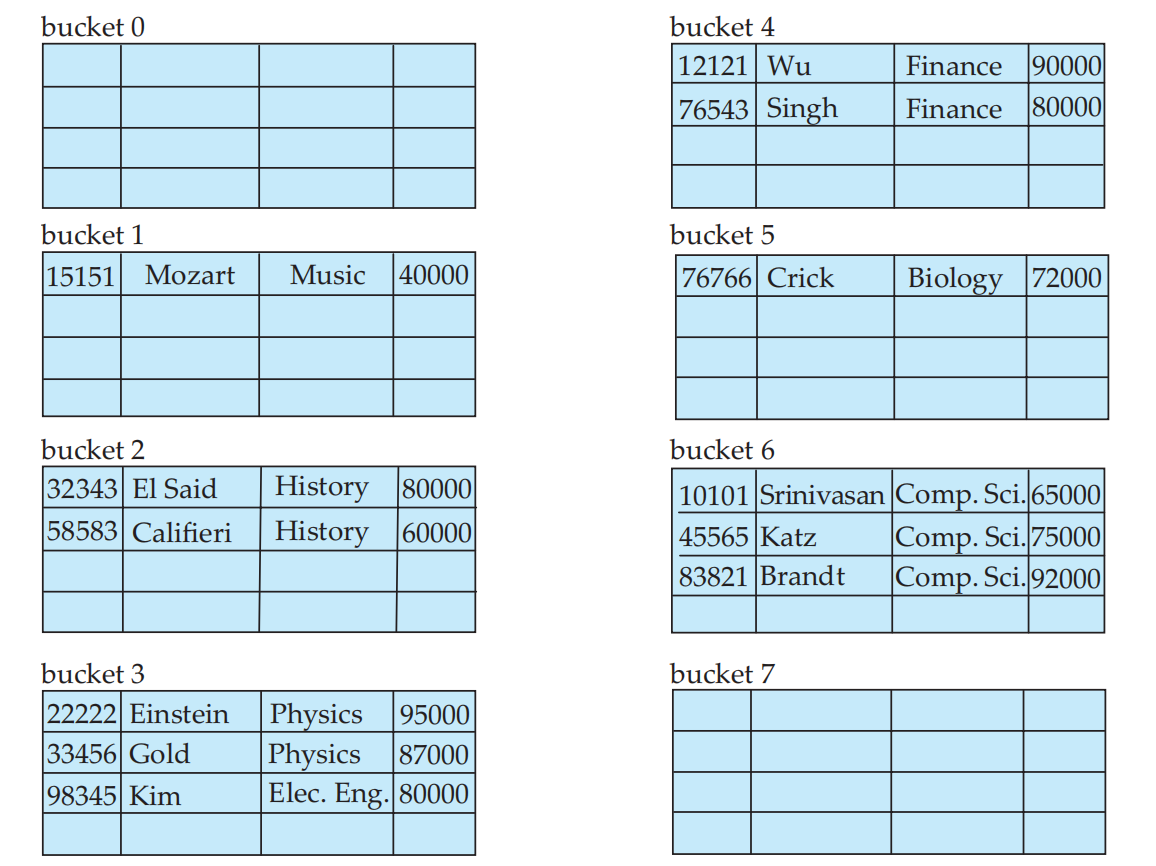 bucket 0
bucket 1
15151 Mozart Music 40000
bucket 2
32343 El Said History 80000
58583 Califieri History 60000
bucket 3
22222 Einstein Physics 95000
33456 Gold Physics 87000
98345 Kim Elec. Eng. 80000
bucket 4
12121 Wu Finance 90000
76543 Singh Finance 80000
bucket 5
76766 Crick Biology 72000
bucket 6
10101 Srinivasan Comp. Sci. 65000
45565 Katz Comp. Sci. 75000
83821 Brandt Comp. Sci. 92000
bucket 7